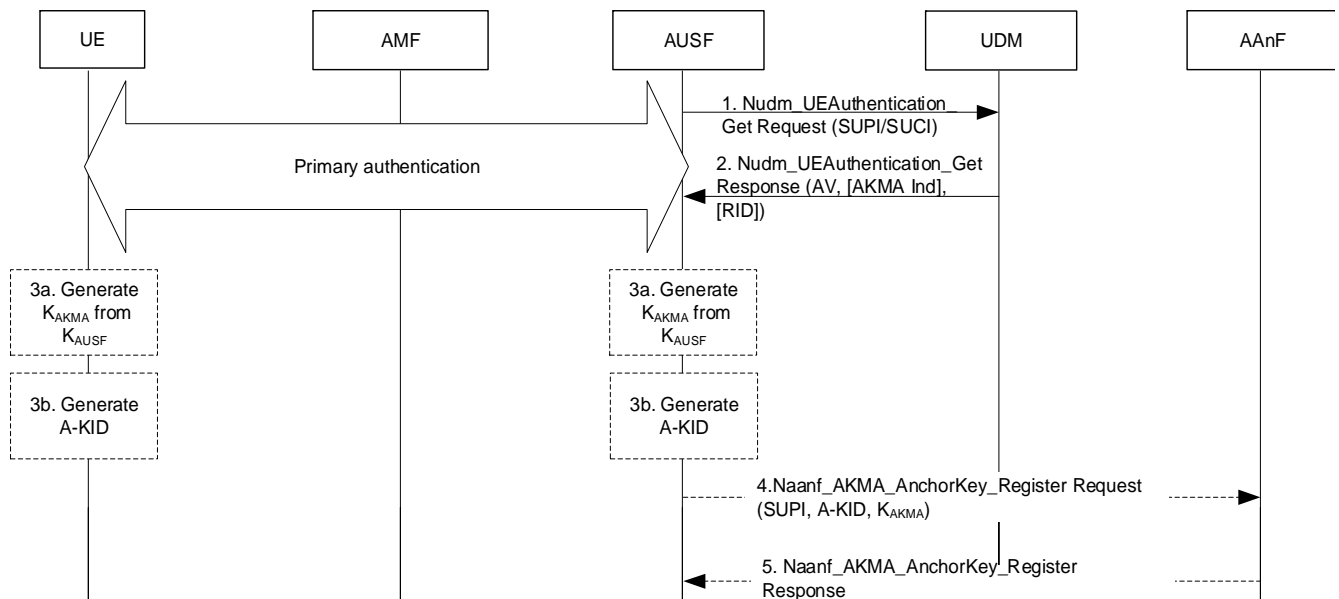 UE
AMF
AUSF
UDM
AAnF
1. Nudm_UEAuthentication_
Get Request (SUPI/SUCI)
Primary authentication
2. Nudm_UEAuthentication_Get
Response (AV, [AKMA Ind],
[RID])
3a. Generate
KAKMA from
KAUSF
3a. Generate
KAKMA from
KAUSF
3b. Generate
A-KID
3b. Generate
A-KID
4.Naanf_AKMA_AnchorKey_Register Request
(SUPI, A-KID, KAKMA)
5. Naanf_AKMA_AnchorKey_Register
Response